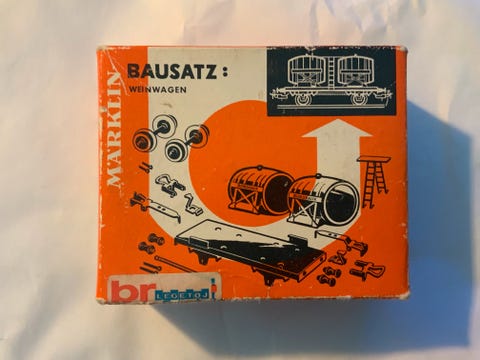 MÄRKLIN
BAUSATZ:
WEINWAGEN
br
LEGETØJ